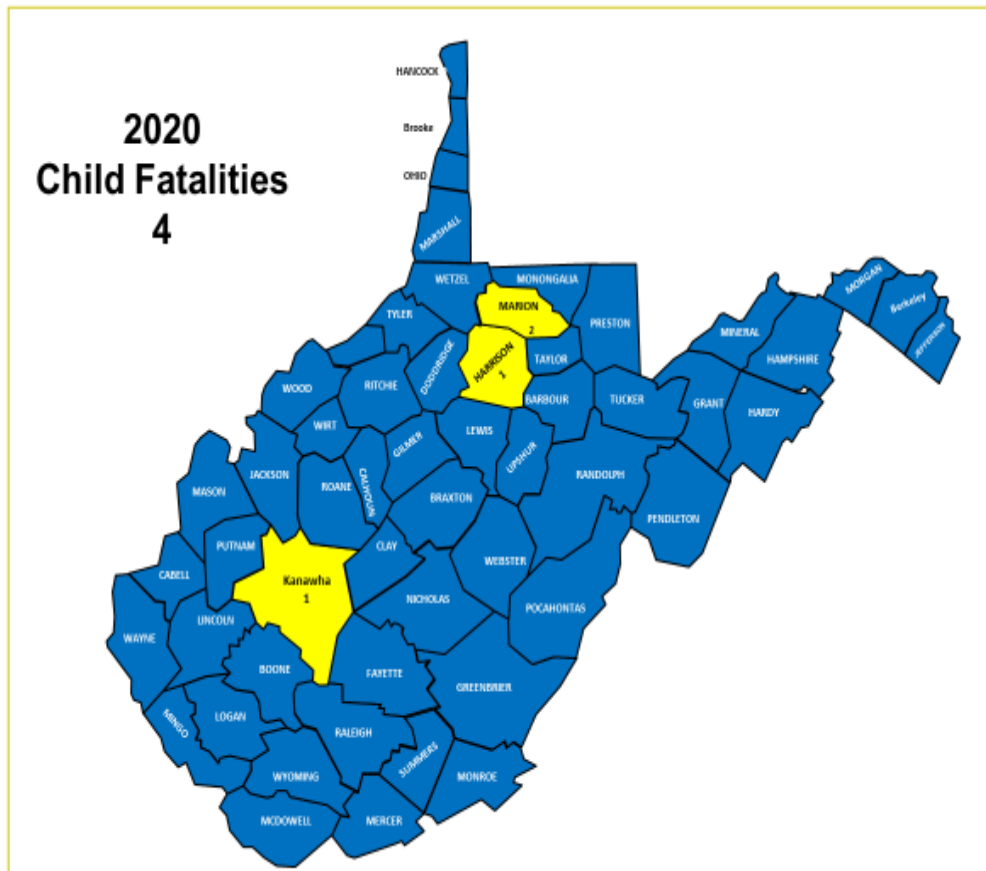 2020
Child Fatalities
4
HANCOCK
Brooke
OHIO
MARSHALL
WETZEL
MONONGALIA
MARION
2
PRESTON
TYLER
DODDRIDGE
HARRISON
1
TAYLOR
MORGAN
Berkeley
JEFFERSON
MINERAL
HAMPSHIRE
WOOD
RITCHIE
BARBOUR
TUCKER
GRANT
HARDY
WIRT
GILMER
LEWIS
UPSHUR
JACKSON
ROANE
CALHOUN
BRAXTON
RANDOLPH
MASON
PENDLETON
PUTNAM
CLAY
WEBSTER
CABELL
Kanawha
1
NICHOLAS
POCAHONTAS
LINCOLN
WAYNE
BOONE
FAYETTE
GREENBRIER
MINGO
LOGAN
RALEIGH
SUMMERS
WYOMING
MONROE
MCDOWELL
MERCER